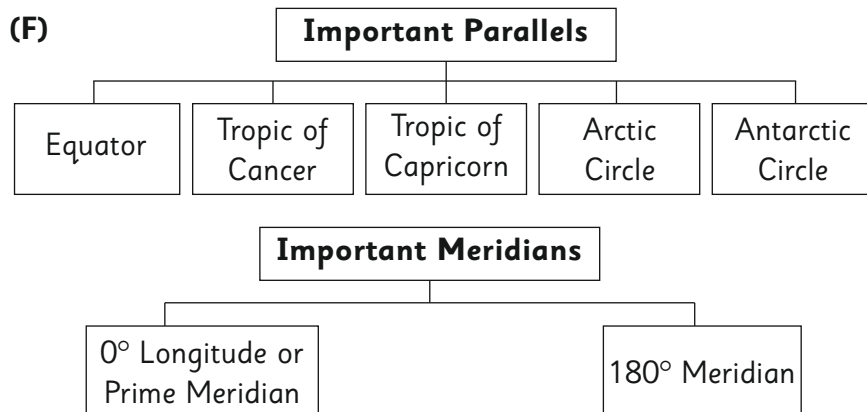 (F)
Important Parallels
Equator
Tropic of
Cancer
Tropic of
Capricorn
Arctic
Circle
Antarctic
Circle
Important Meridians
0° Longitude or
Prime Meridian
180° Meridian